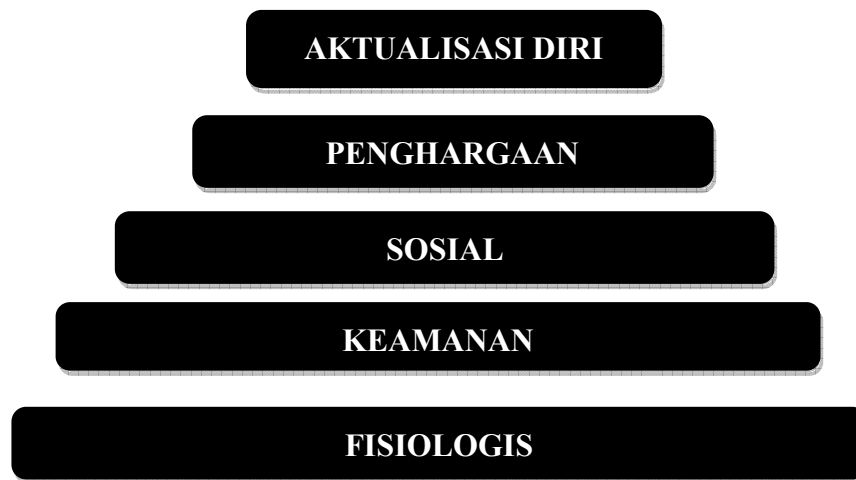 AKTUALISASI DIRI
PENGHARGAAN
SOSIAL
KEAMANAN
FISIOLOGIS